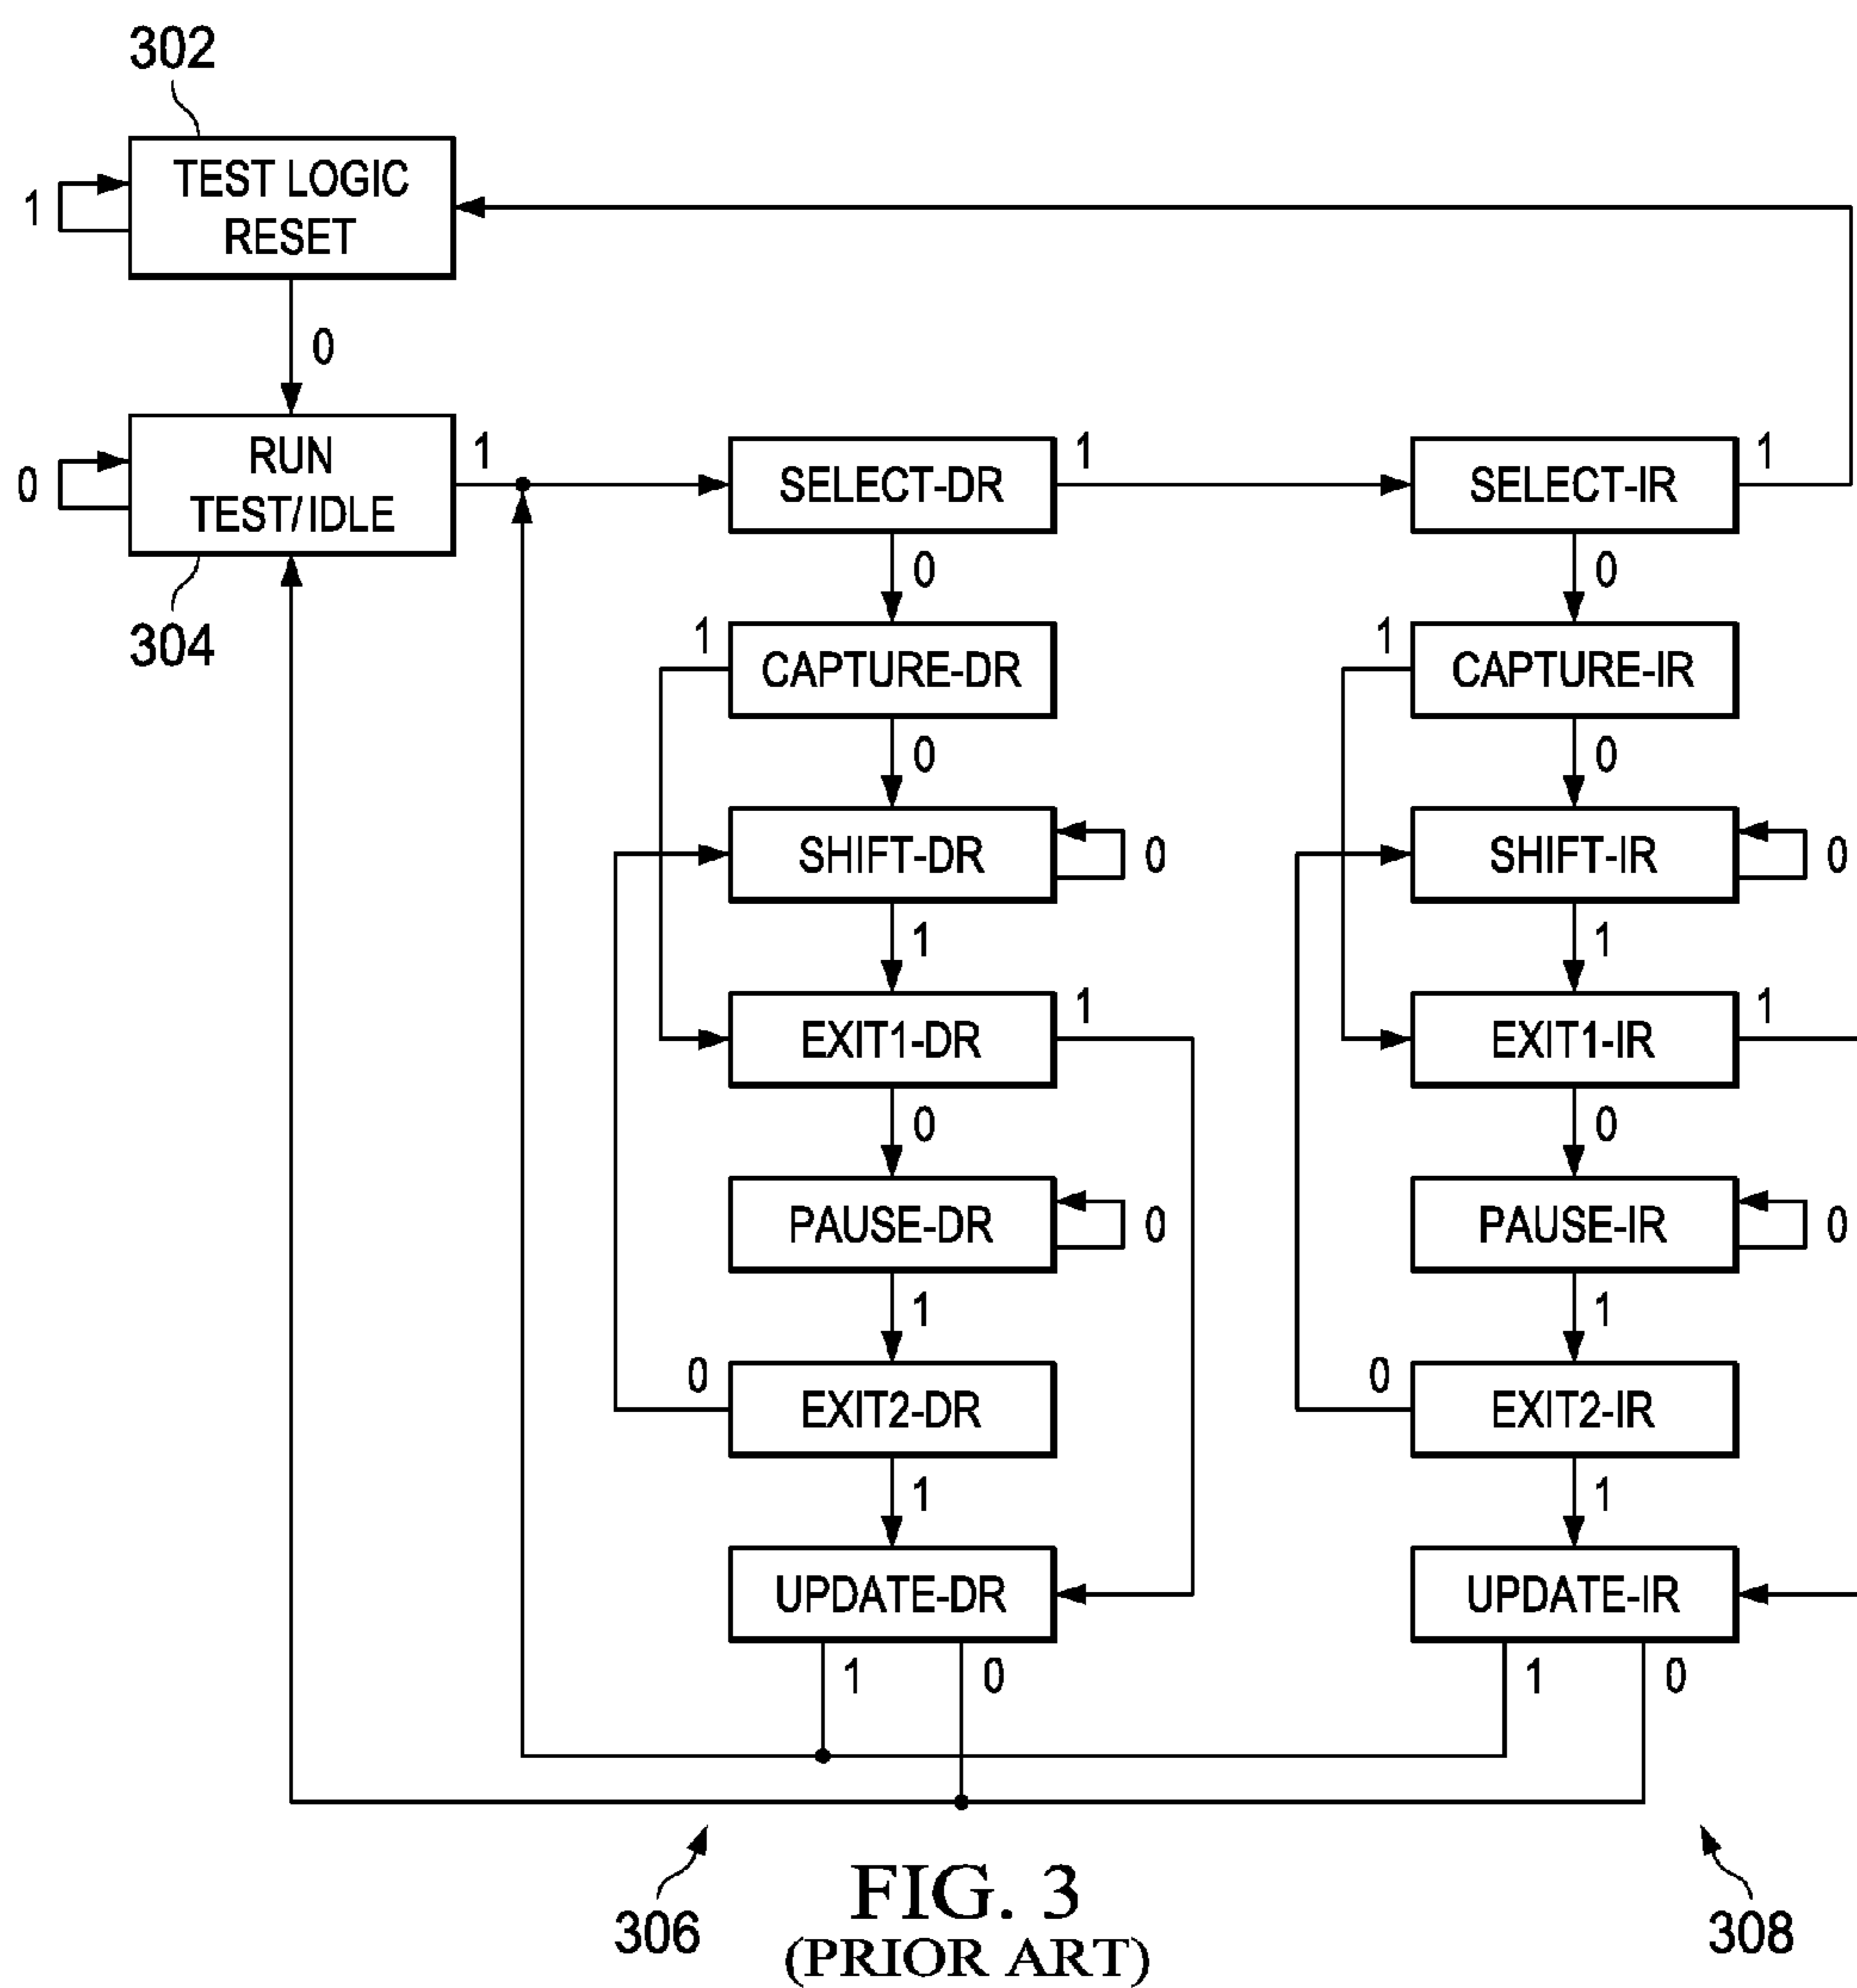 302
TEST LOGIC
RESET
1
0
RUN
TEST/IDLE
0
1
304
SELECT-DR
1
SELECT-IR
1
0
0
1
CAPTURE-DR
1
CAPTURE-IR
0
0
SHIFT-DR
0
SHIFT-IR
0
1
1
EXIT1-DR
1
EXIT1-IR
1
0
0
PAUSE-DR
0
PAUSE-IR
0
1
1
0
EXIT2-DR
0
EXIT2-IR
1
1
UPDATE-DR
UPDATE-IR
1
0
1
0
306
FIG. 3
(PRIOR ART)
308